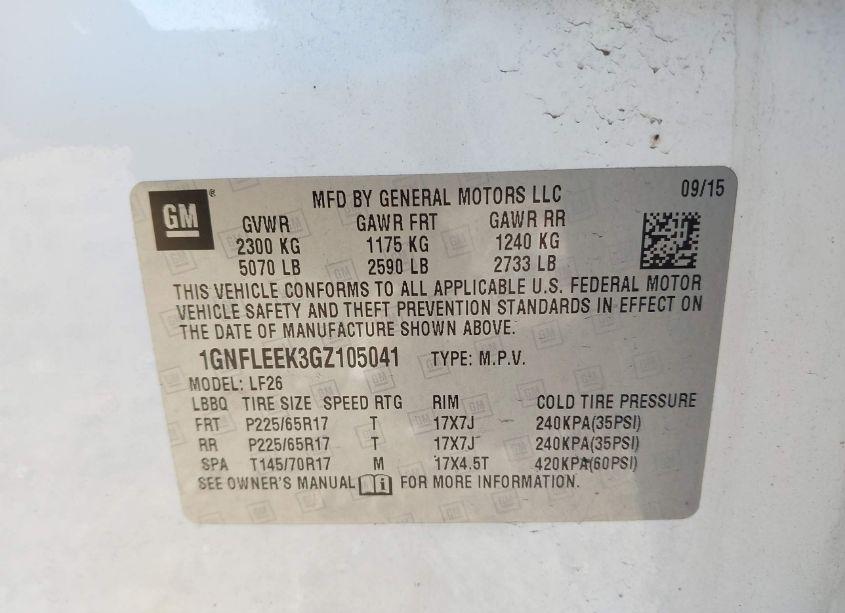 GM ® MFD BY GENERAL MOTORS LLC 09/15
GVWR GAWR FRT GAWR RR
2300 KG 1175 KG 1240 KG
5070 LB 2590 LB 2733 LB
THIS VEHICLE CONFORMS TO ALL APPLICABLE U.S. FEDERAL MOTOR
VEHICLE SAFETY AND THEFT PREVENTION STANDARDS IN EFFECT ON
THE DATE OF MANUFACTURE SHOWN ABOVE.
1GNFLEEK3GZ105041 TYPE: M.P.V.
MODEL: LF26
LBBQ TIRE SIZE SPEED RTG RIM COLD TIRE PRESSURE
FRT P225/65R17 T 17X7J 240KPA(35PSI)
RR P225/65R17 T 17X7J 240KPA(35PSI)
SPA T145/70R17 M 17X4.5T 420KPA(60PSI)
SEE OWNER'S MANUAL FOR MORE INFORMATION.